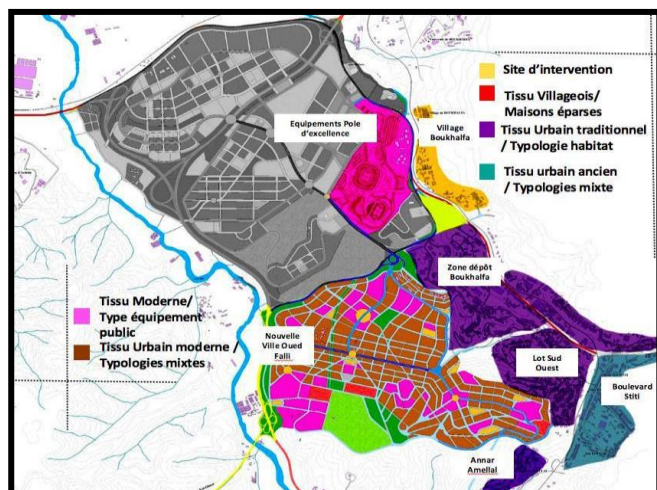 Site d'intervention
Tissu Villageois/
Maisons éparses
Tissu Urbain traditionnel
/ Typologie habitat
Tissu urbain ancien
/ Typologies mixte
Equipements Pole
d'excellence
Village
Boukhalfa
Zone dépôt
Boukhalfa
Tissu Moderne/
Type équipement
public
Tissu Urbain moderne /
Typologies mixtes
Nouvelle
Ville Oued
Falli
Lot Sud
Ouest
Boulevard
Stiti
Annar
Amellal